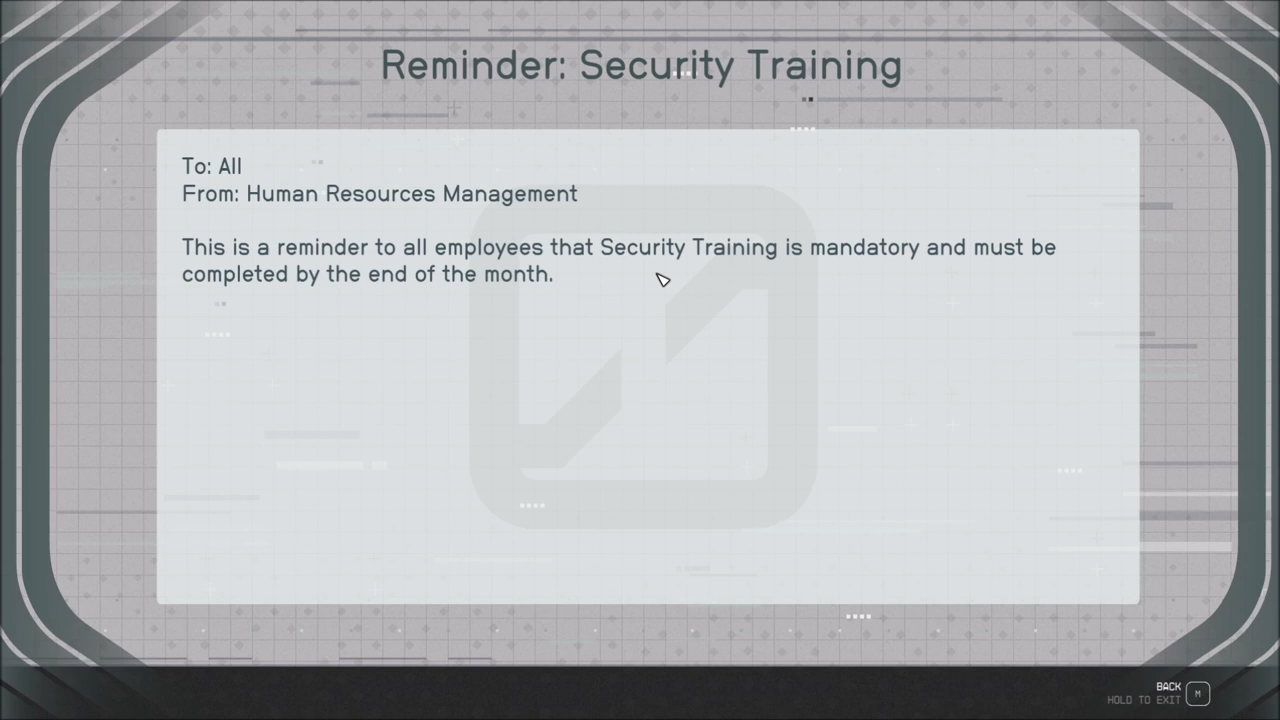 Reminder: Security Training
To: All
From: Human Resources Management
This is a reminder to all employees that Security Training is mandatory and must be
completed by the end of the month.
BACK
HOLD TO EXIT
M